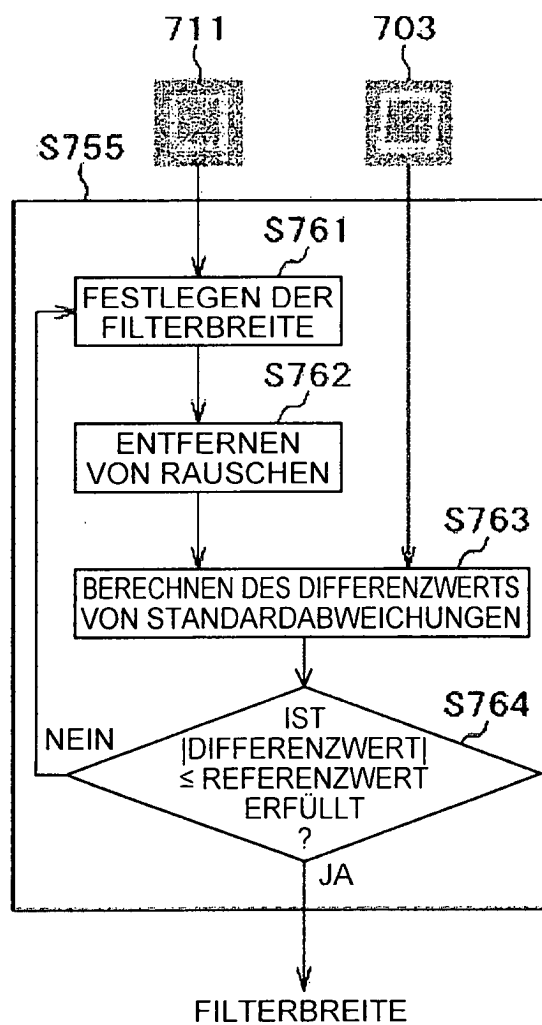 711
703
S755
S761
FESTLEGEN DER
FILTERBREITE
S762
ENTFERNEN
VON RAUSCHEN
S763
BERECHNEN DES DIFFERENZWERTS
VON STANDARDABWEICHUNGEN
S764
NEIN
IST
|DIFFERENZWERT|
≤ REFERENZWERT
ERFÜLLT
?
JA
FILTERBREITE